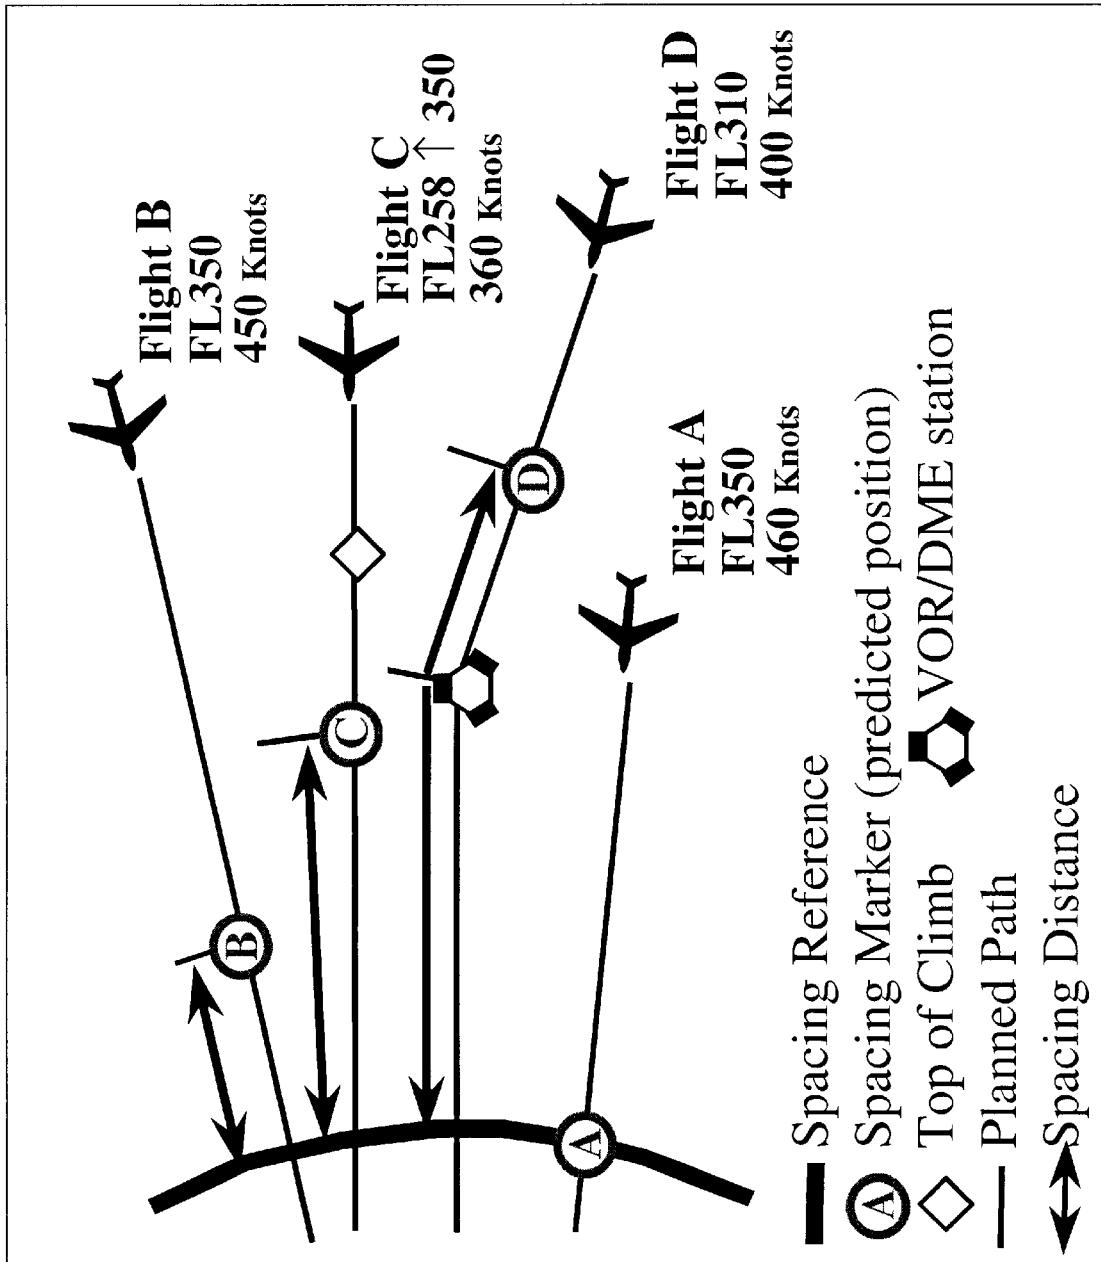 Flight B
FL350
450 Knots
Flight C
FL258 ↑ 350
360 Knots
Flight D
FL310
400 Knots
Flight A
FL350
460 Knots
B
C
D
A
Spacing Reference
A Spacing Marker (predicted position)
Top of Climb
VOR/DME station
Planned Path
Spacing Distance